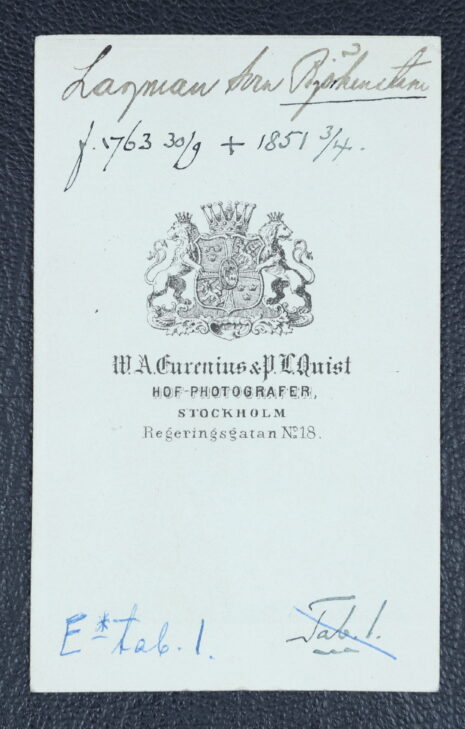 Lagman Sven Björkenstam
f. 1763 30/9 + 1851 3/4.
W. A. Eurenius & P. L. Quist
HOF-PHOTOGRAFER,
STOCKHOLM
Regeringsgatan No 18.
E* tab. 1.
Tab. 1.